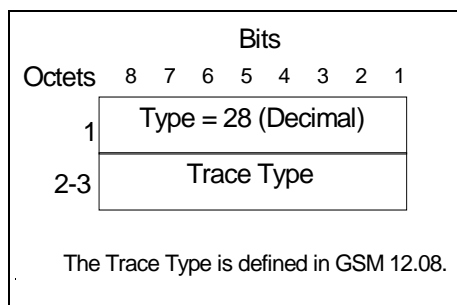 Bits
Octets 8 7 6 5 4 3 2 1
1 Type = 28 (Decimal)
2-3 Trace Type
The Trace Type is defined in GSM 12.08.